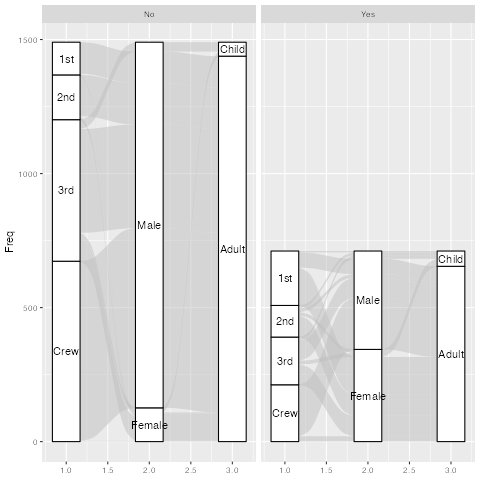 No
Yes
1500
1000
500
0
Freq
1st
2nd
3rd
Crew
Male
Female
Child
Adult
1st
2nd
3rd
Crew
Male
Female
Child
Adult
1.0 1.5 2.0 2.5 3.0
1.0 1.5 2.0 2.5 3.0